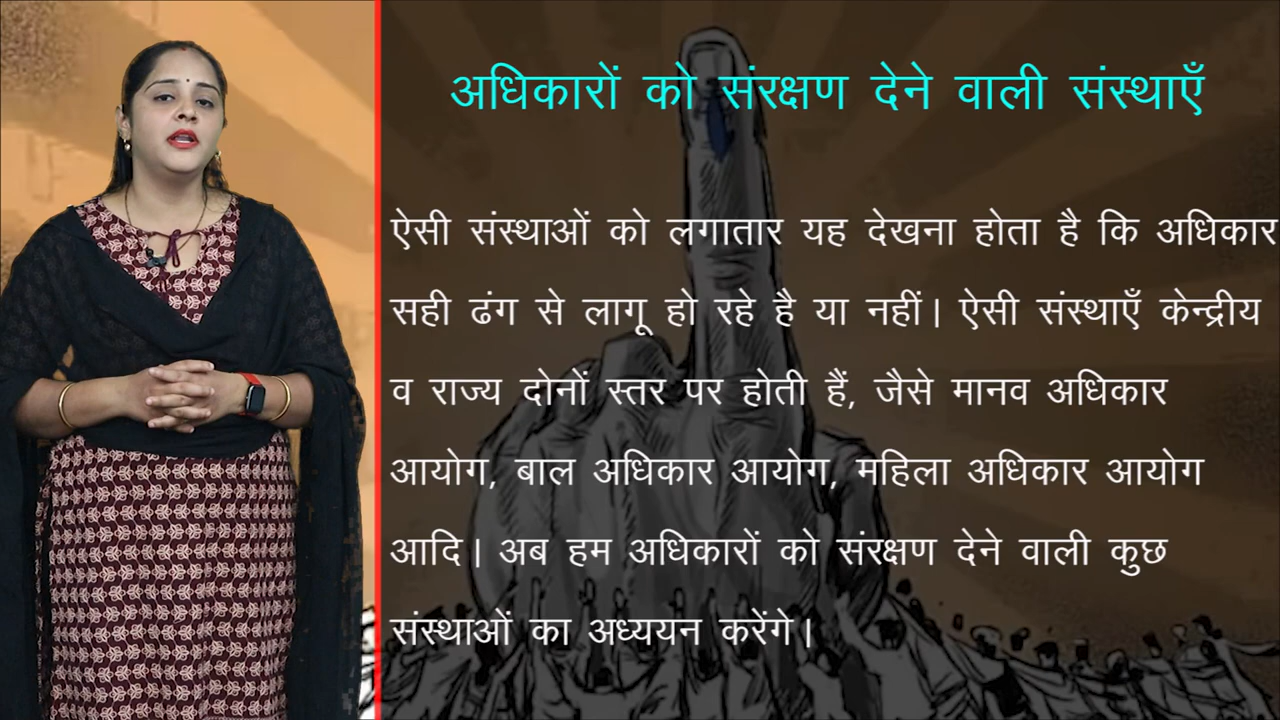 अधिकारों को संरक्षण देने वाली संस्थाएँ
ऐसी संस्थाओं को लगातार यह देखना होता है कि अधिकार
सही ढंग से लागू हो रहे है या नहीं। ऐसी संस्थाएँ केन्द्रीय
व राज्य दोनों स्तर पर होती हैं, जैसे मानव अधिकार
आयोग, बाल अधिकार आयोग, महिला अधिकार आयोग
आदि। अब हम अधिकारों को संरक्षण देने वाली कुछ
संस्थाओं का अध्ययन करेंगे।